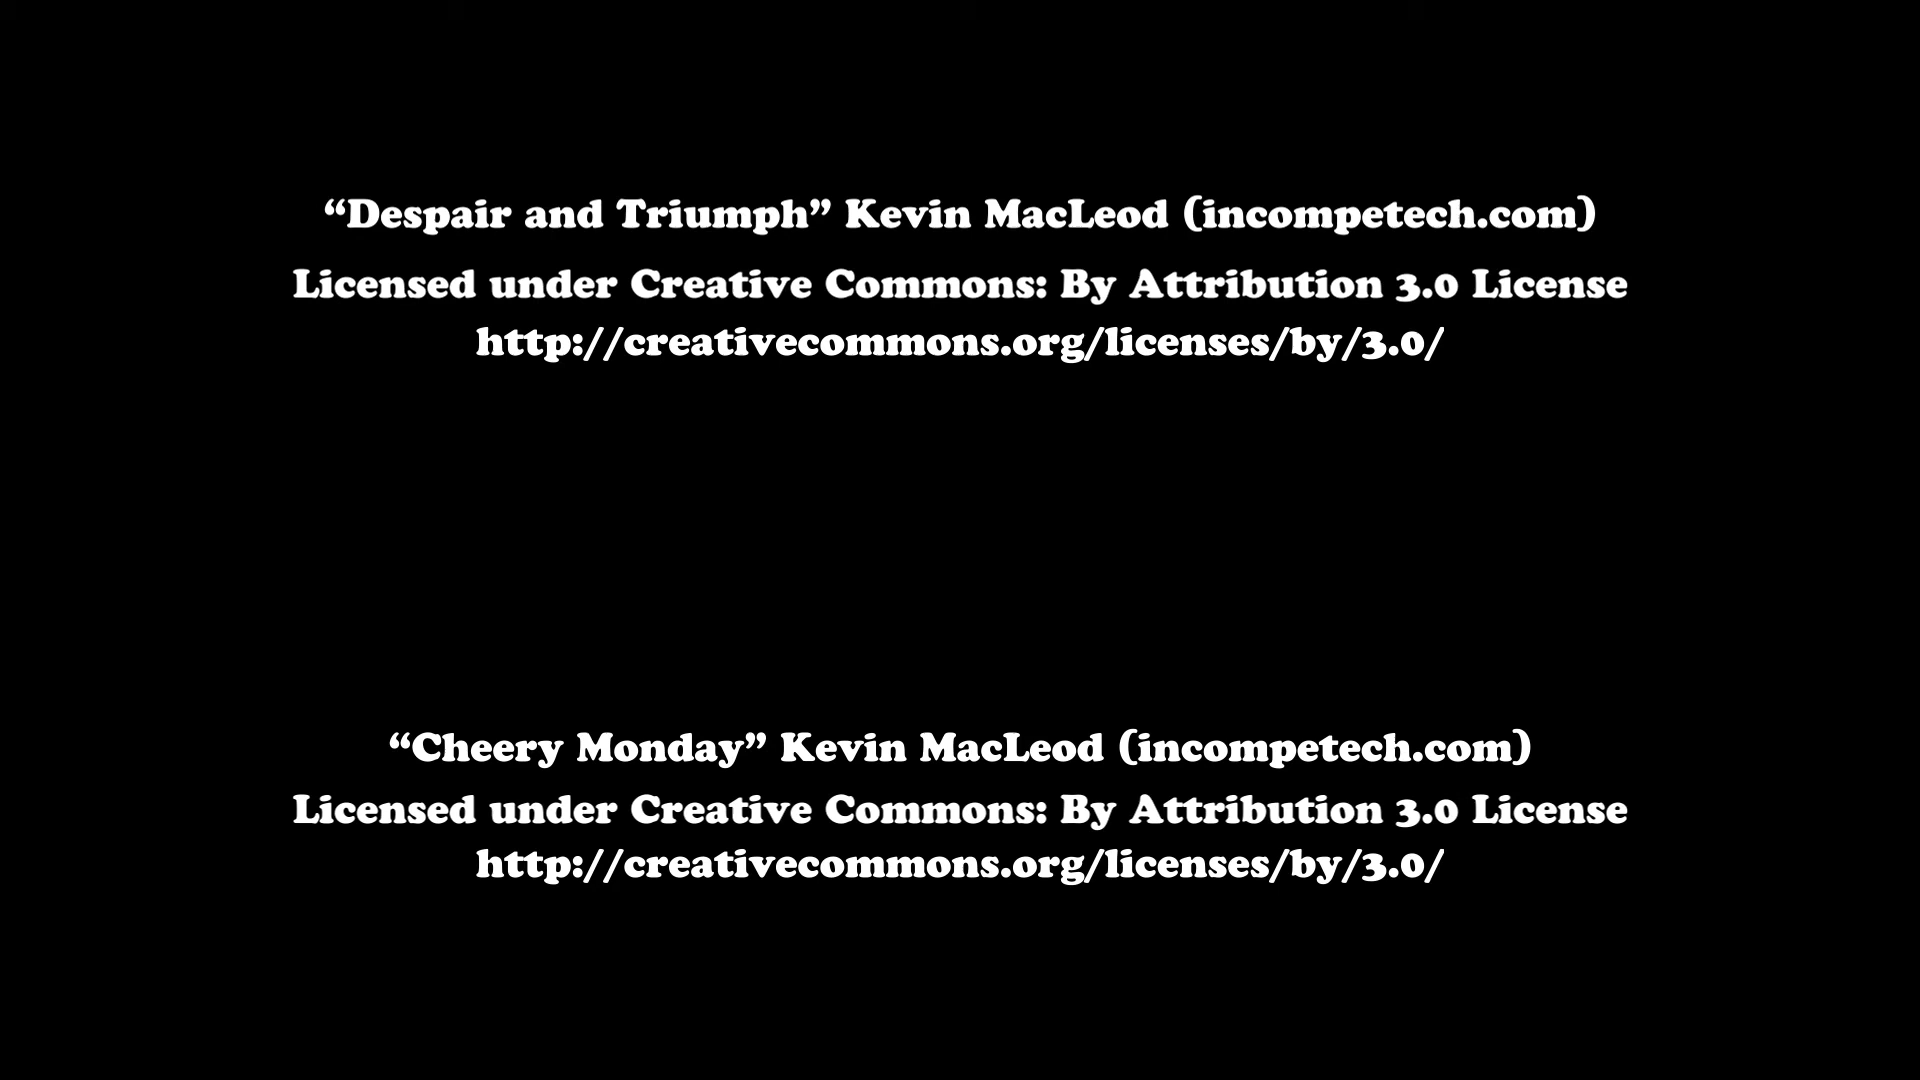 “Despair and Triumph” Kevin MacLeod (incompetech.com)
Licensed under Creative Commons: By Attribution 3.0 License
http://creativecommons.org/licenses/by/3.0/
“Cheery Monday” Kevin MacLeod (incompetech.com)
Licensed under Creative Commons: By Attribution 3.0 License
http://creativecommons.org/licenses/by/3.0/